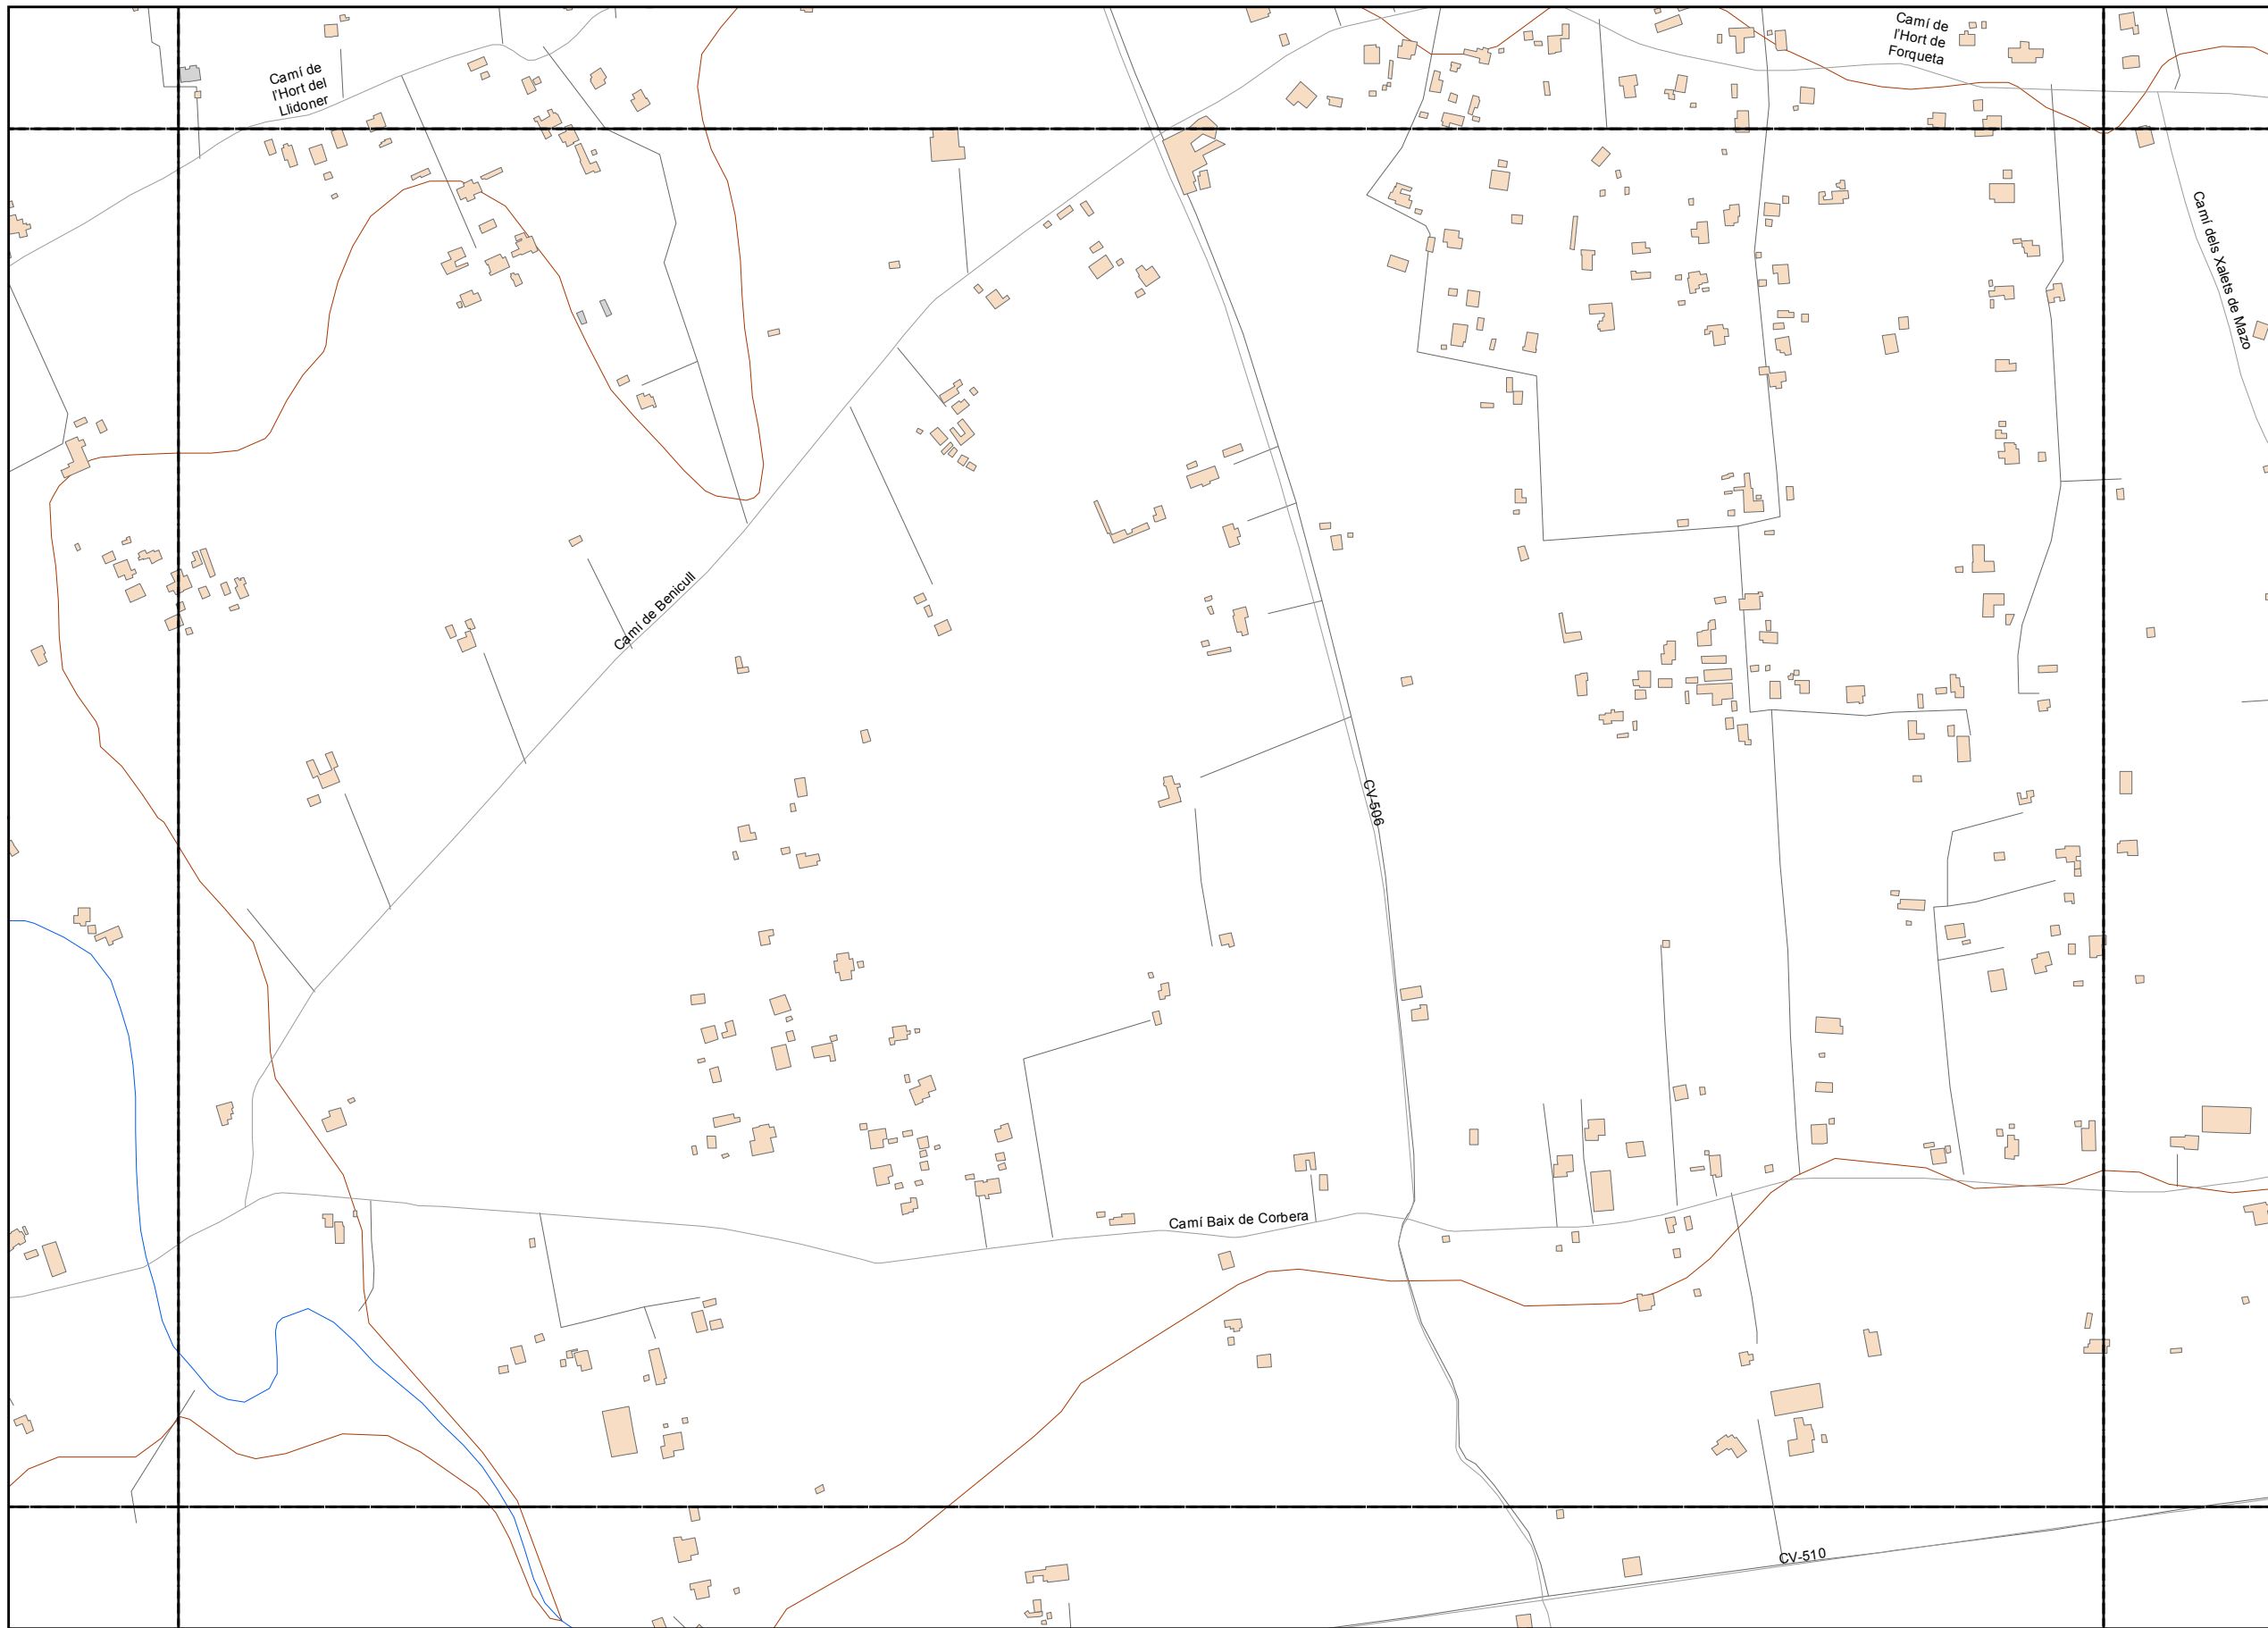 Camí de
l'Hort de
Forqueta
Camí de
l'Hort del
Llidoner
Camí dels Xalets de Mazo
Camí de Benicull
CV-506
Camí Baix de Corbera
CV-510